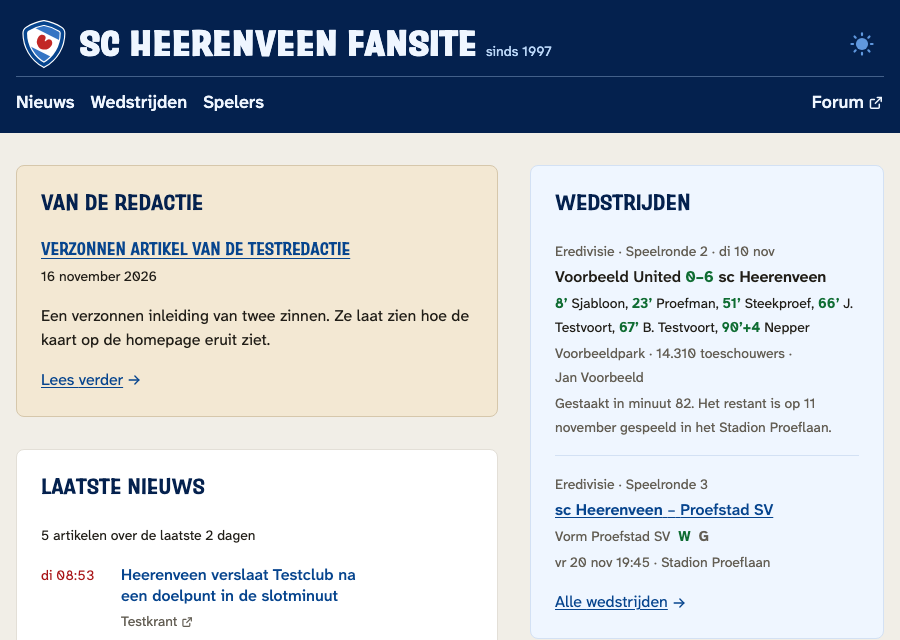 SC HEERENVEEN FANSITE sinds 1997
Nieuws Wedstrijden Spelers Forum
VAN DE REDACTIE
VERZONNEN ARTIKEL VAN DE TESTREDACTIE
16 november 2026
Een verzonnen inleiding van twee zinnen. Ze laat zien hoe de
kaart op de homepage eruit ziet.
Lees verder →
LAATSTE NIEUWS
5 artikelen over de laatste 2 dagen
di 08:53 Heerenveen verslaat Testclub na
een doelpunt in de slotminuut
Testkrant
WEDSTRIJDEN
Eredivisie · Speelronde 2 · di 10 nov
Voorbeeld United 0–6 sc Heerenveen
8’ Sjabloon, 23’ Proefman, 51’ Steekproef, 66’ J.
Testvoort, 67’ B. Testvoort, 90’+4 Nepper
Voorbeeldpark · 14.310 toeschouwers ·
Jan Voorbeeld
Gestaakt in minuut 82. Het restant is op 11
november gespeeld in het Stadion Proeflaan.
Eredivisie · Speelronde 3
sc Heerenveen – Proefstad SV
Vorm Proefstad SV W G
vr 20 nov 19:45 · Stadion Proeflaan
Alle wedstrijden →